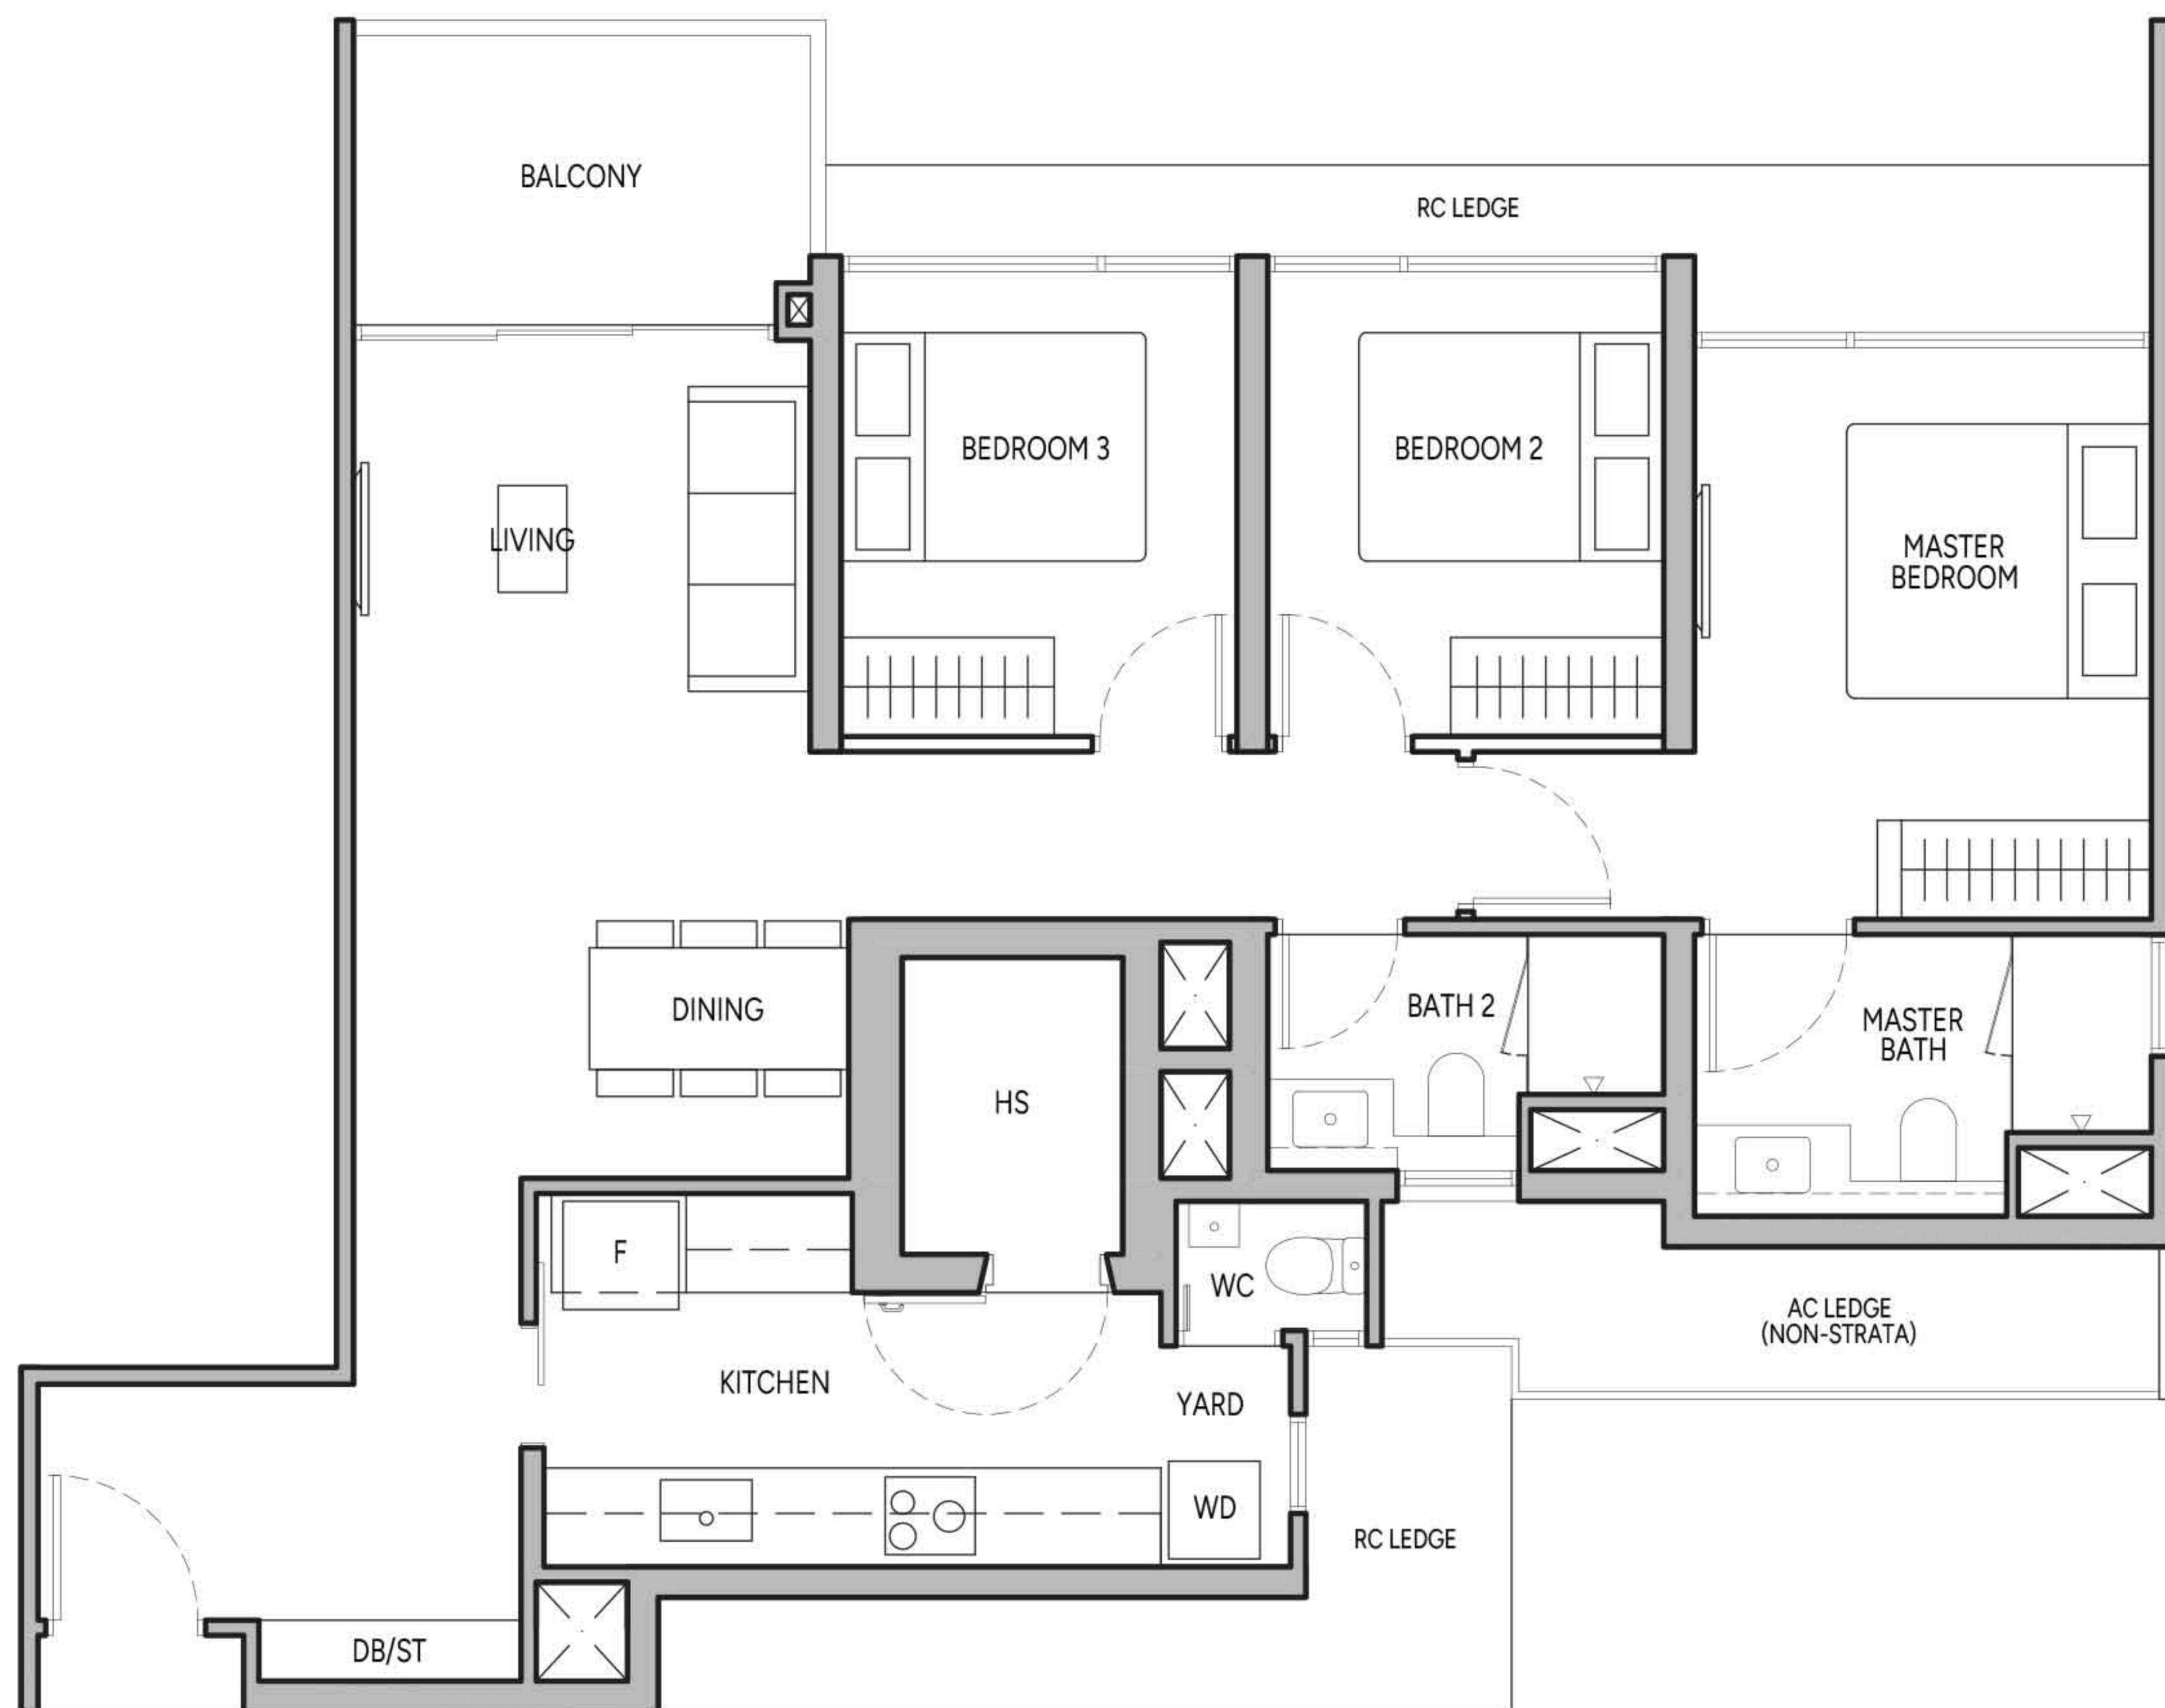 BALCONY
RC LEDGE
BEDROOM 3
BEDROOM 2
LIVING
MASTER
BEDROOM
DINING
BATH 2
MASTER
BATH
HS
F
WC
KITCHEN
YARD
AC LEDGE
(NON-STRATA)
WD
RC LEDGE
DB/ST